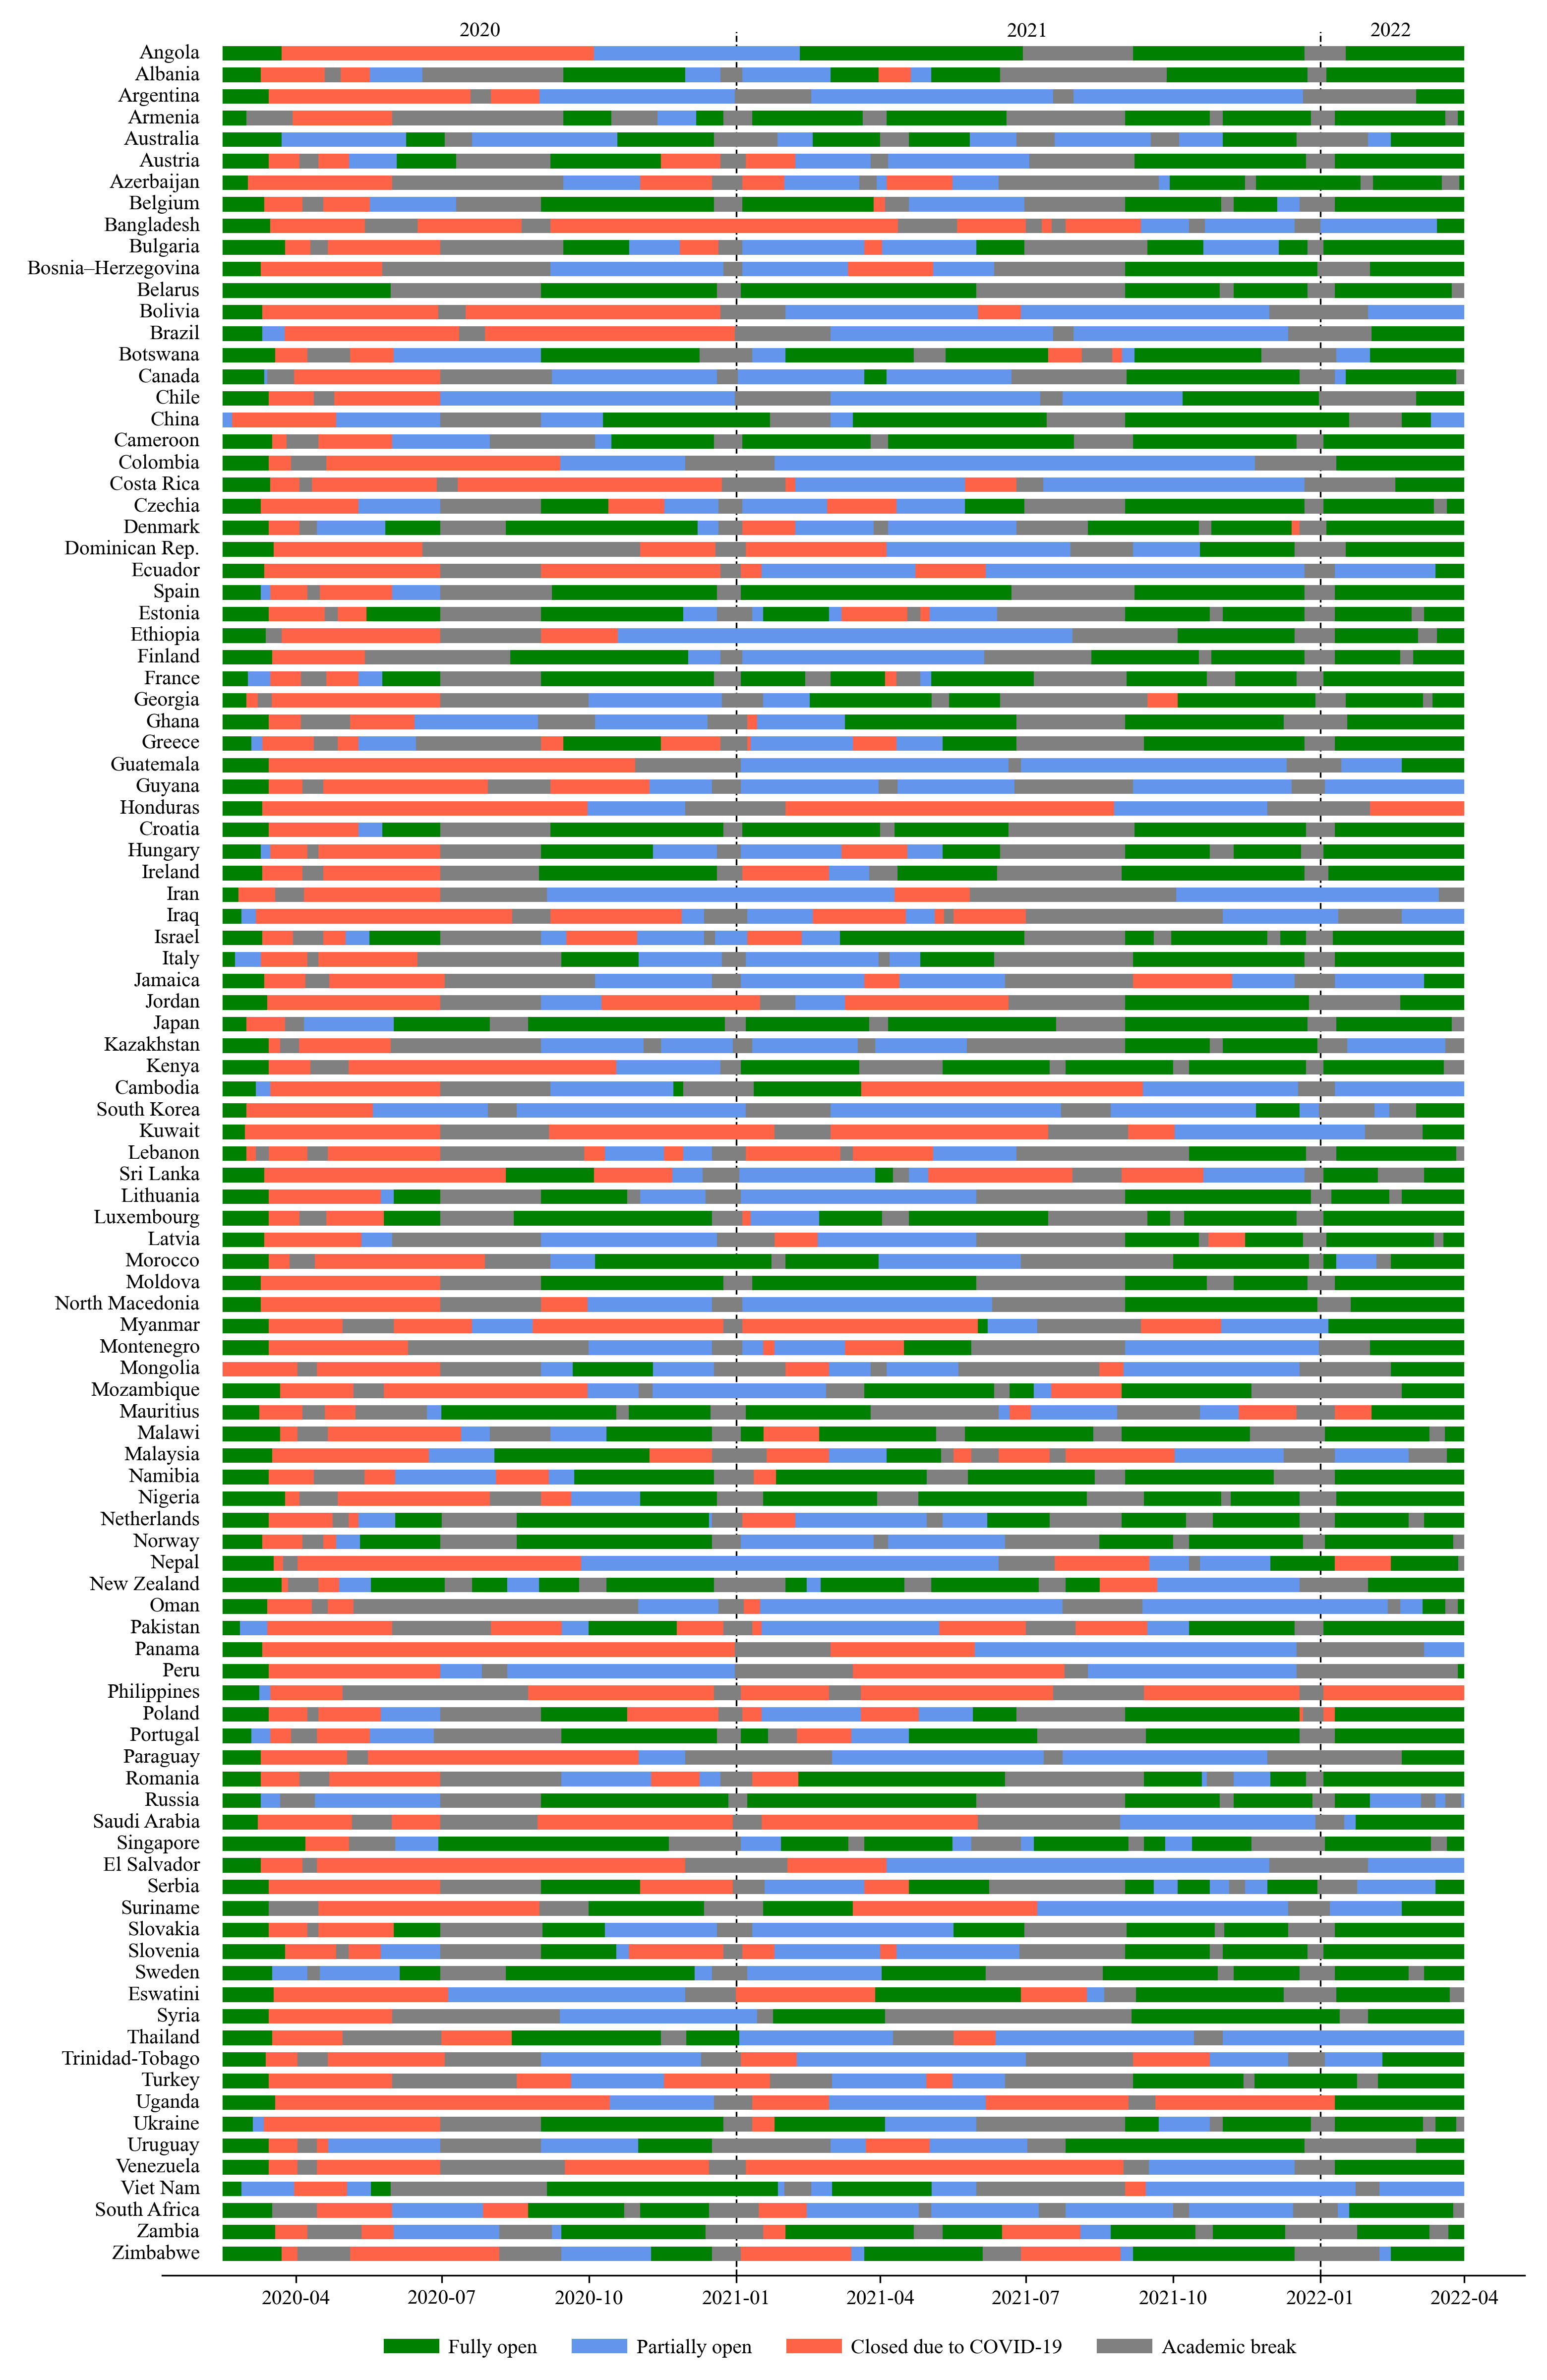 2020 2021 2022
Angola
Albania
Argentina
Armenia
Australia
Austria
Azerbaijan
Belgium
Bangladesh
Bulgaria
Bosnia–Herzegovina
Belarus
Bolivia
Brazil
Botswana
Canada
Chile
China
Cameroon
Colombia
Costa Rica
Czechia
Denmark
Dominican Rep.
Ecuador
Spain
Estonia
Ethiopia
Finland
France
Georgia
Ghana
Greece
Guatemala
Guyana
Honduras
Croatia
Hungary
Ireland
Iran
Iraq
Israel
Italy
Jamaica
Jordan
Japan
Kazakhstan
Kenya
Cambodia
South Korea
Kuwait
Lebanon
Sri Lanka
Lithuania
Luxembourg
Latvia
Morocco
Moldova
North Macedonia
Myanmar
Montenegro
Mongolia
Mozambique
Mauritius
Malawi
Malaysia
Namibia
Nigeria
Netherlands
Norway
Nepal
New Zealand
Oman
Pakistan
Panama
Peru
Philippines
Poland
Portugal
Paraguay
Romania
Russia
Saudi Arabia
Singapore
El Salvador
Serbia
Suriname
Slovakia
Slovenia
Sweden
Eswatini
Syria
Thailand
Trinidad-Tobago
Turkey
Uganda
Ukraine
Uruguay
Venezuela
Viet Nam
South Africa
Zambia
Zimbabwe
2020-04 2020-07 2020-10 2021-01 2021-04 2021-07 2021-10 2022-01 2022-04
Fully open Partially open Closed due to COVID-19 Academic break